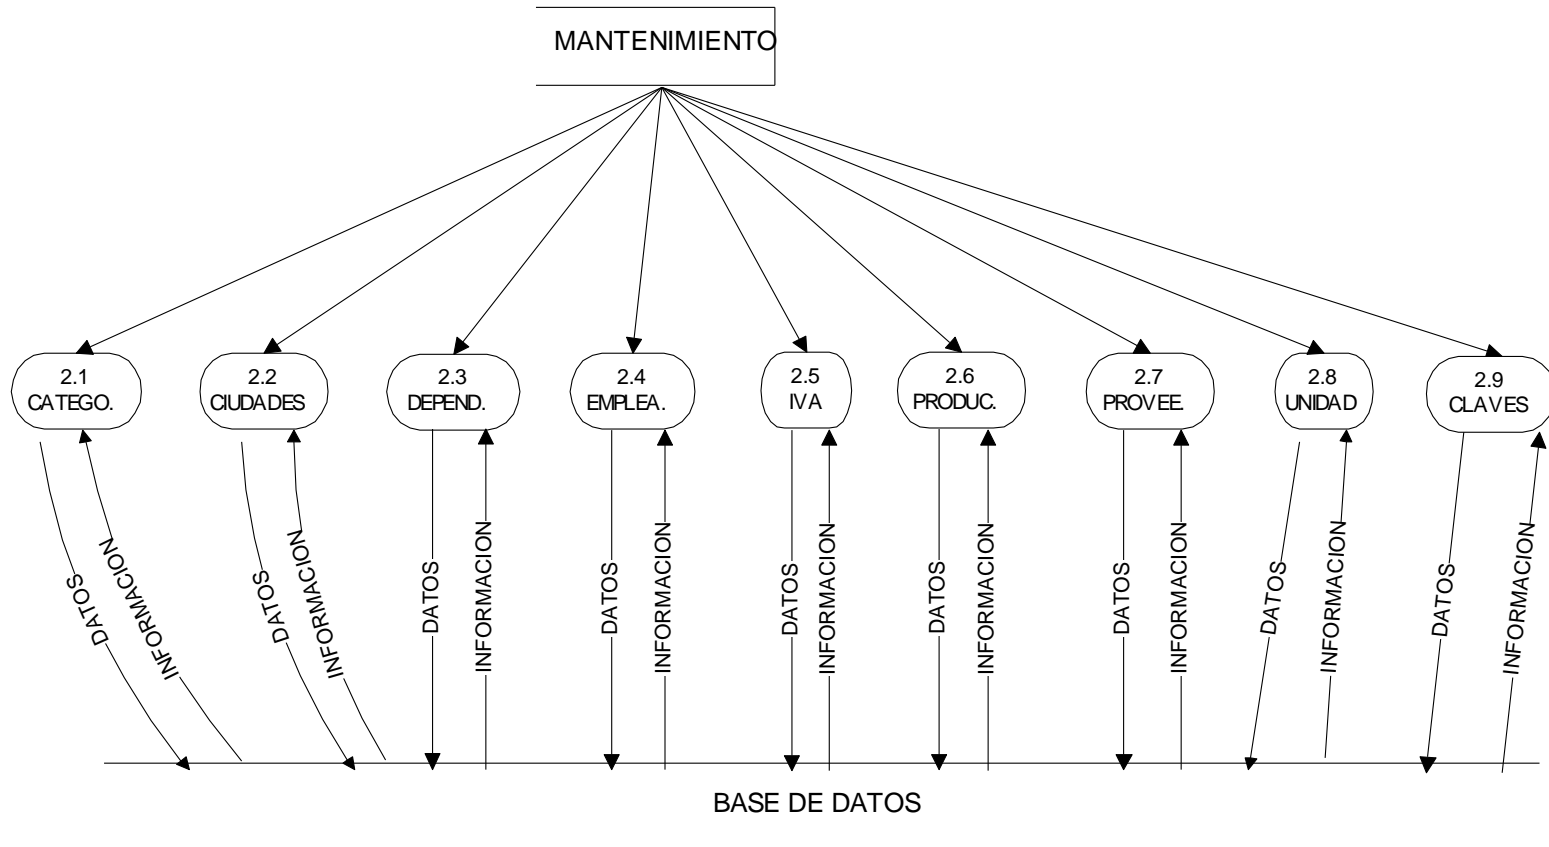 MANTENIMIENTO
2.1
CATEGO.
2.2
CIUDADES
2.3
DEPEND.
2.4
EMPLEA.
2.5
IVA
2.6
PRODUC.
2.7
PROVEE.
2.8
UNIDAD
2.9
CLAVES
DATOS
INFORMACION
DATOS
INFORMACION
DATOS
INFORMACION
DATOS
INFORMACION
DATOS
INFORMACION
DATOS
INFORMACION
DATOS
INFORMACION
DATOS
INFORMACION
DATOS
INFORMACION
BASE DE DATOS